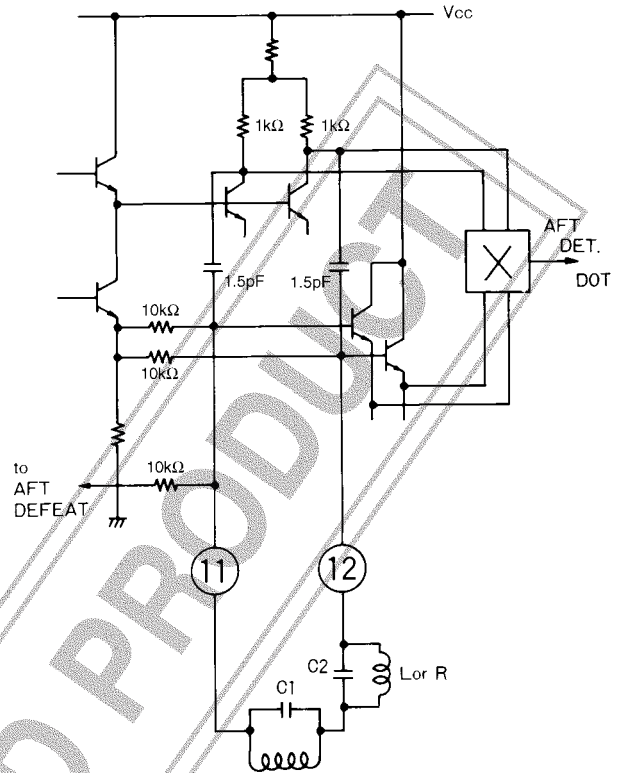 Vcc
1kΩ 1kΩ
AFT
DET.
DOT
1.5pF 1.5pF
10kΩ
10kΩ
10kΩ
to
AFT
DEFEAT
11 12
C2 L or R
C1
D PRODUCT